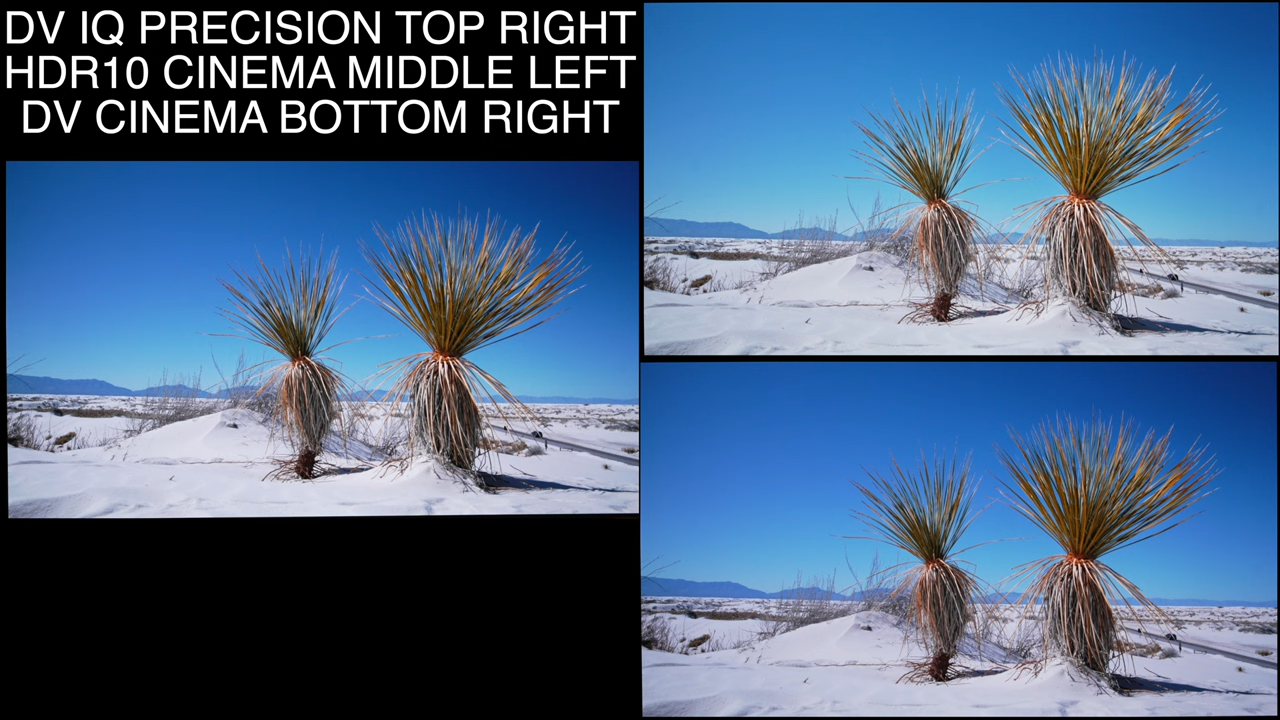 DV IQ PRECISION TOP RIGHT
HDR10 CINEMA MIDDLE LEFT
DV CINEMA BOTTOM RIGHT